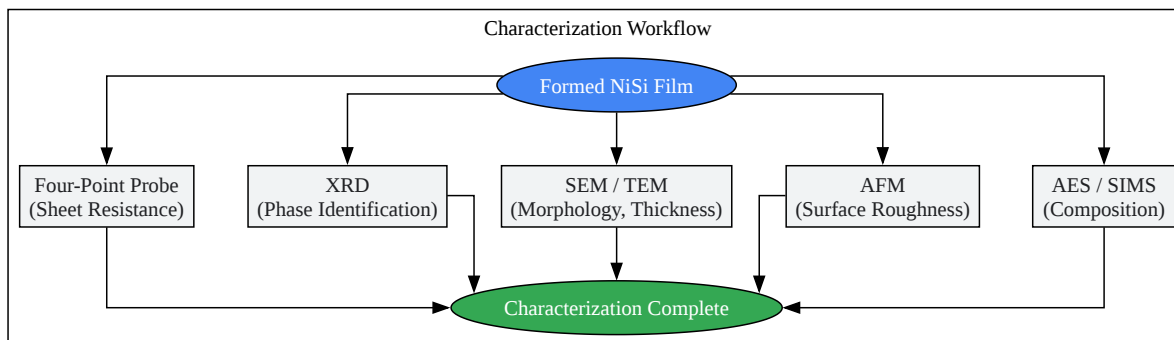 Characterization Workflow
Formed NiSi Film
Four-Point Probe
(Sheet Resistance)
XRD
(Phase Identification)
SEM / TEM
(Morphology, Thickness)
AFM
(Surface Roughness)
AES / SIMS
(Composition)
Characterization Complete